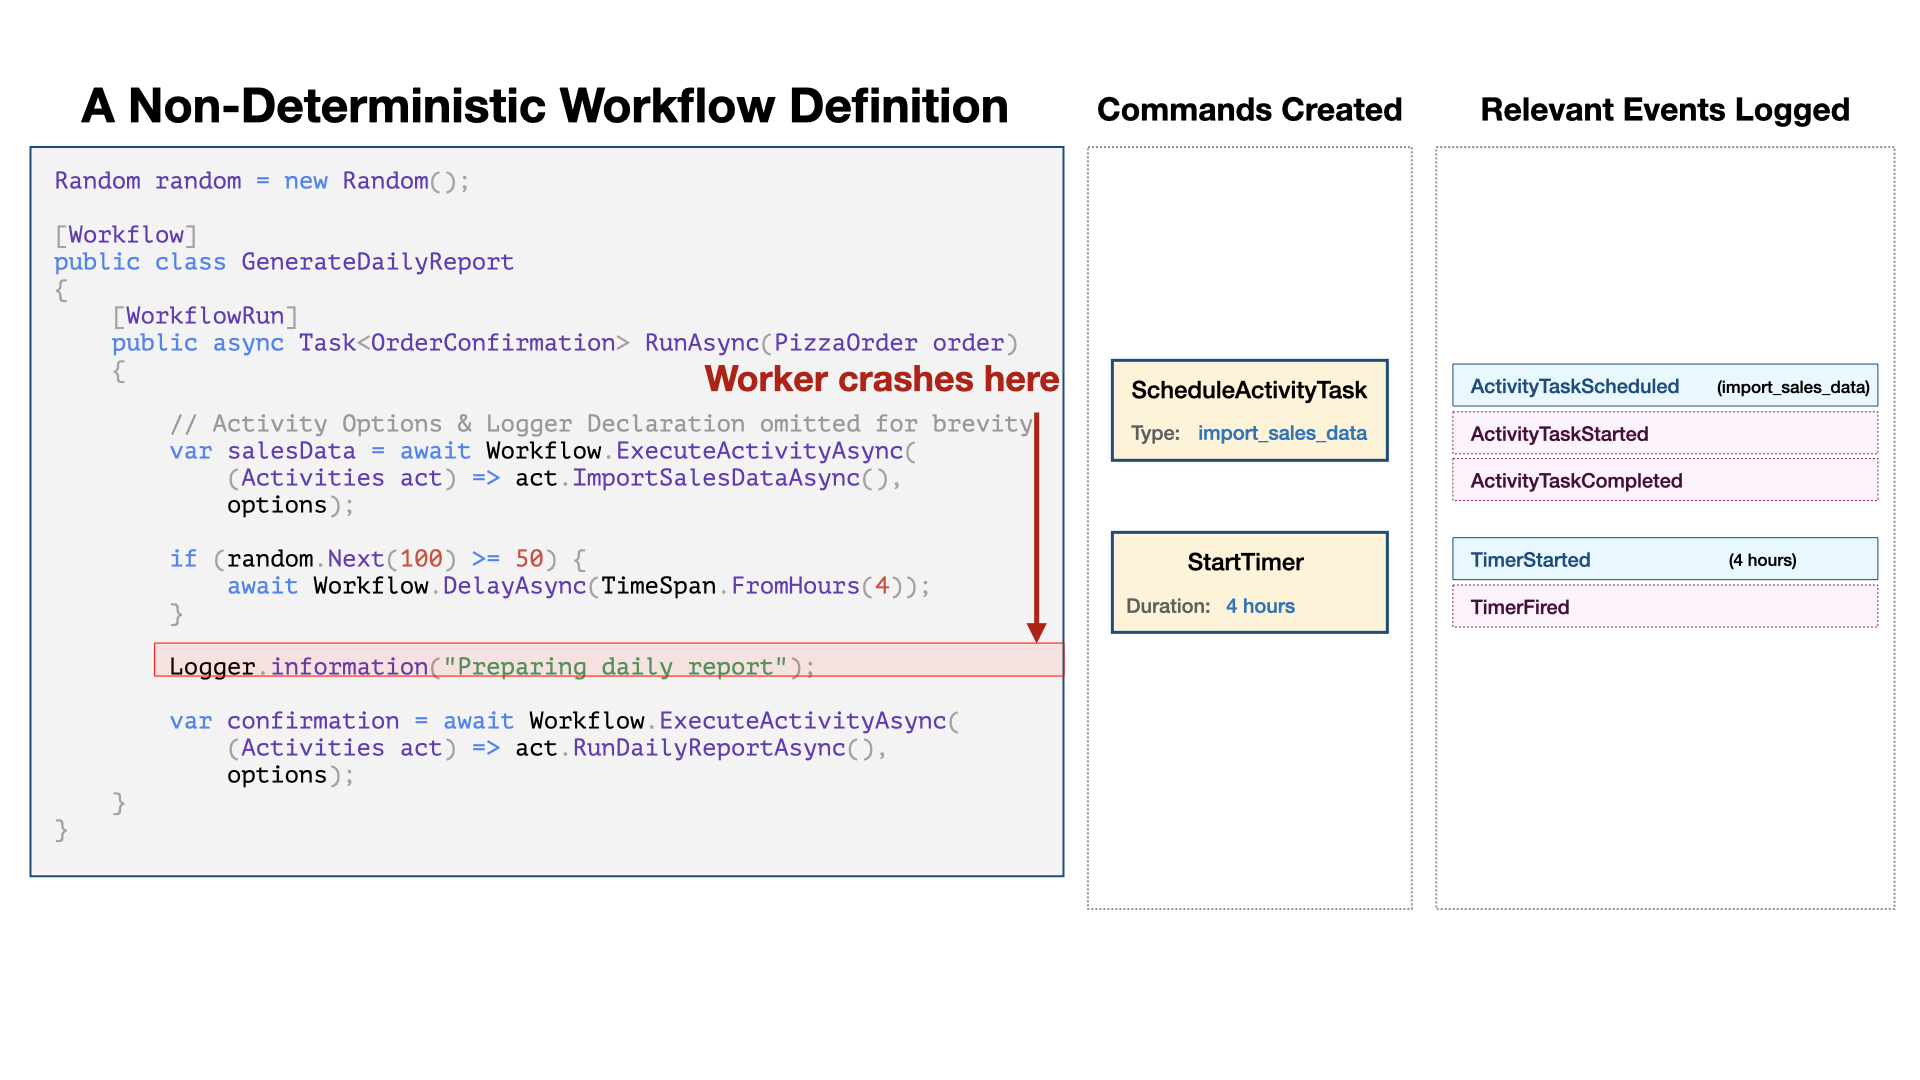 A Non-Deterministic Workflow Definition
Random random = new Random();
[Workflow]
public class GenerateDailyReport
{
[WorkflowRun]
public async Task<OrderConfirmation> RunAsync(PizzaOrder order)
{
Worker crashes here
// Activity Options & Logger Declaration omitted for brevity
var salesData = await Workflow.ExecuteActivityAsync(
(Activities act) => act.ImportSalesDataAsync(),
options);
if (random.Next(100) >= 50) {
await Workflow.DelayAsync(TimeSpan.FromHours(4));
}
Logger.information("Preparing daily report");
var confirmation = await Workflow.ExecuteActivityAsync(
(Activities act) => act.RunDailyReportAsync(),
options);
}
}
Commands Created
ScheduleActivityTask
Type: import_sales_data
StartTimer
Duration: 4 hours
Relevant Events Logged
ActivityTaskScheduled (import_sales_data)
ActivityTaskStarted
ActivityTaskCompleted
TimerStarted (4 hours)
TimerFired